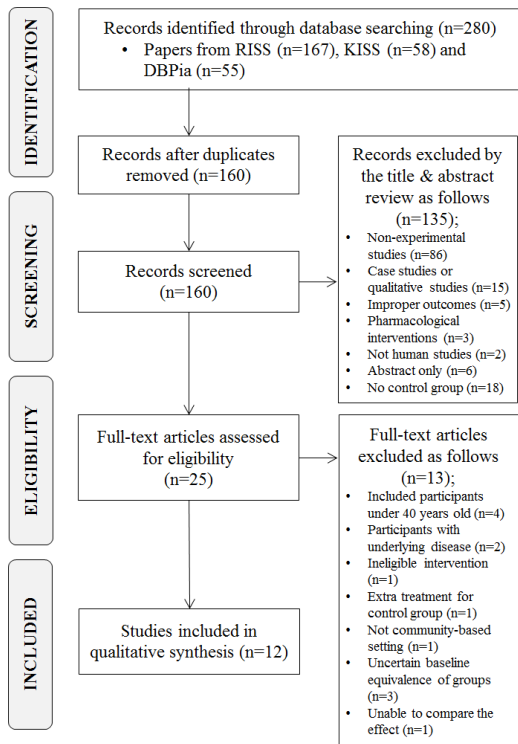 IDENTIFICATION
Records identified through database searching (n=280)
• Papers from RISS (n=167), KISS (n=58) and
DBPia (n=55)
Records after duplicates
removed (n=160)
SCREENING
Records screened
(n=160)
Records excluded by
the title & abstract
review as follows
(n=135);
• Non-experimental
studies (n=86)
• Case studies or
qualitative studies (n=15)
• Improper outcomes (n=5)
• Pharmacological
interventions (n=3)
• Not human studies (n=2)
• Abstract only (n=6)
• No control group (n=18)
ELIGIBILITY
Full-text articles assessed
for eligibility
(n=25)
Full-text articles
excluded as follows
(n=13);
• Included participants
under 40 years old (n=4)
• Participants with
underlying disease (n=2)
• Ineligible intervention
(n=1)
• Extra treatment for
control group (n=1)
• Not community-based
setting (n=1)
• Uncertain baseline
equivalence of groups
(n=3)
• Unable to compare the
effect (n=1)
INCLUDED
Studies included in
qualitative synthesis (n=12)